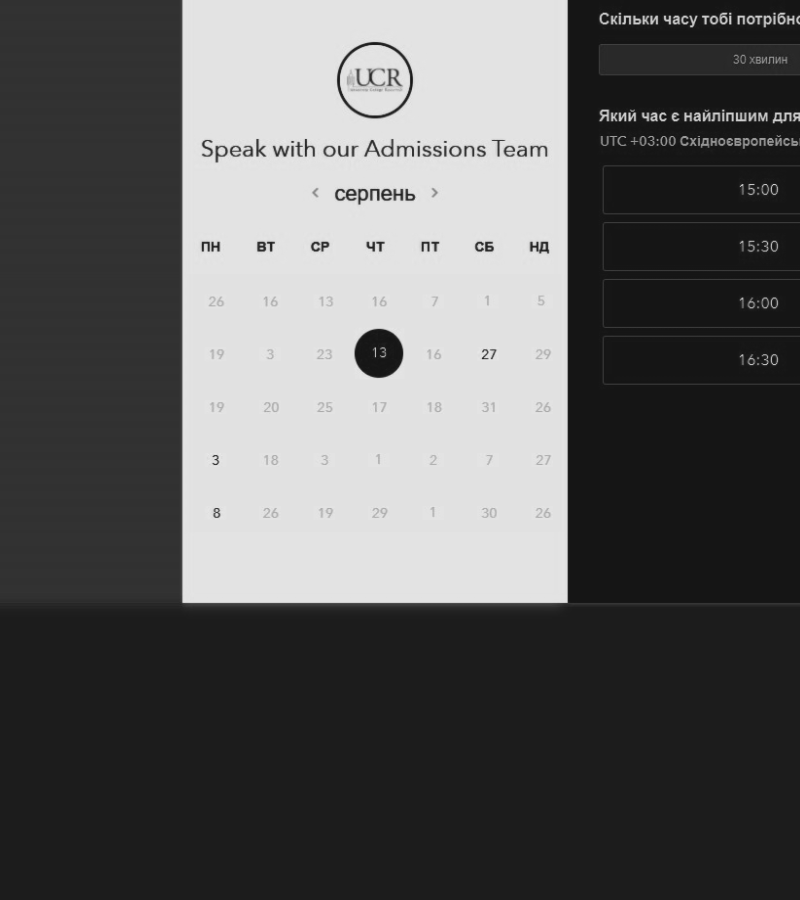 UCR
Speak with our Admissions Team
< серпень >
ПН ВТ СР ЧТ ПТ СБ НД
26 16 13 16 7 1 5
19 3 23 13 16 27 29
19 20 25 17 18 31 26
3 18 3 1 2 7 27
8 26 19 29 1 30 26
Скільки часу тобі
30 хвилин
Який час є найліпшим для
UTC +03:00
15:00
15:30
16:00
16:30